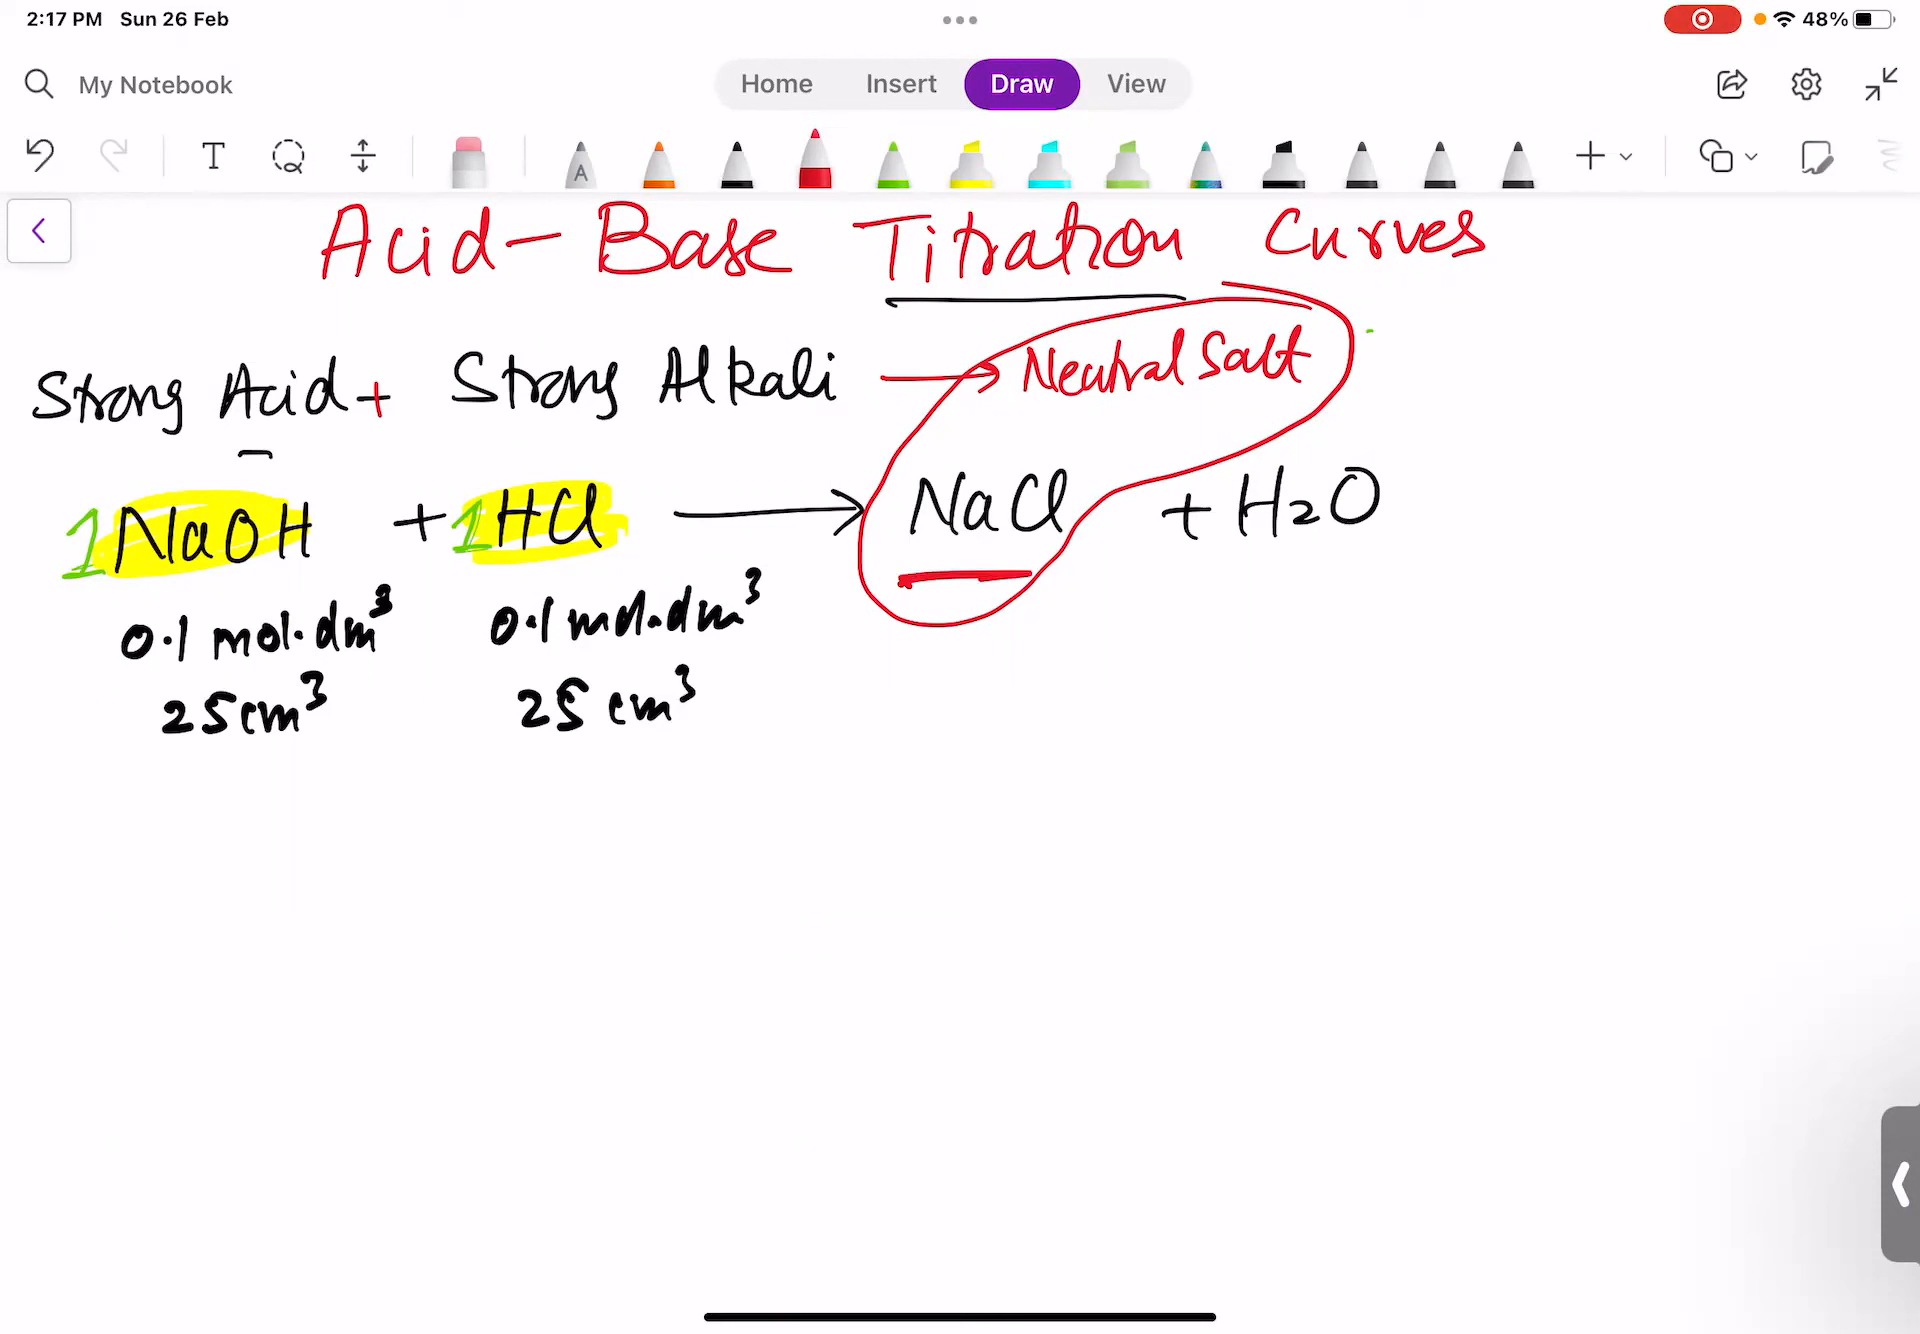 2:17 PM Sun 26 Feb 48%
My Notebook Home Insert Draw View
T A
Acid-Base Titration Curves
Strong Acid + Strong Alkali → Neutral Salt
1 NaOH + 1 HCl → NaCl + H2O
0.1 mol.dm³ 0.1 mol.dm³
25 cm³ 25 cm³